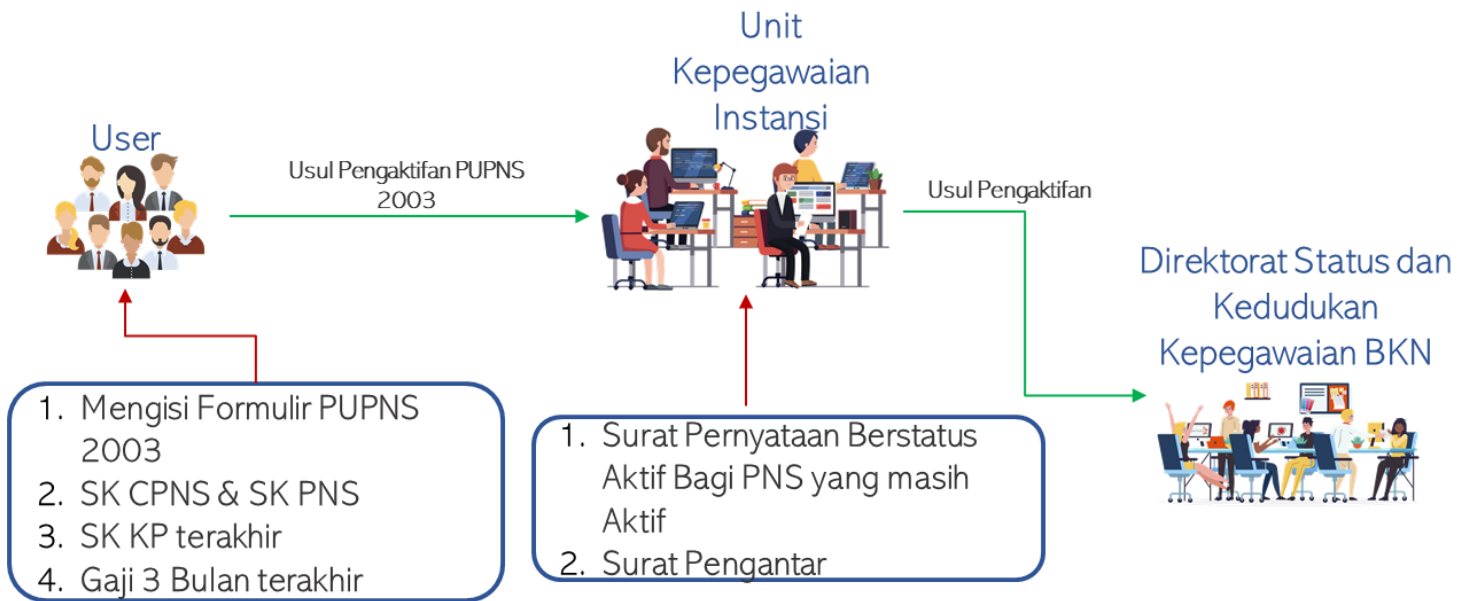 User
Usul Pengaktifan PUPNS
2003
Unit
Kepegawaian
Instansi
Usul Pengaktifan
Direktorat Status dan
Kedudukan
Kepegawaian BKN
1. Mengisi Formulir PUPNS
2003
2. SK CPNS & SK PNS
3. SK KP terakhir
4. Gaji 3 Bulan terakhir
1. Surat Pernyataan Berstatus
Aktif Bagi PNS yang masih
Aktif
2. Surat Pengantar